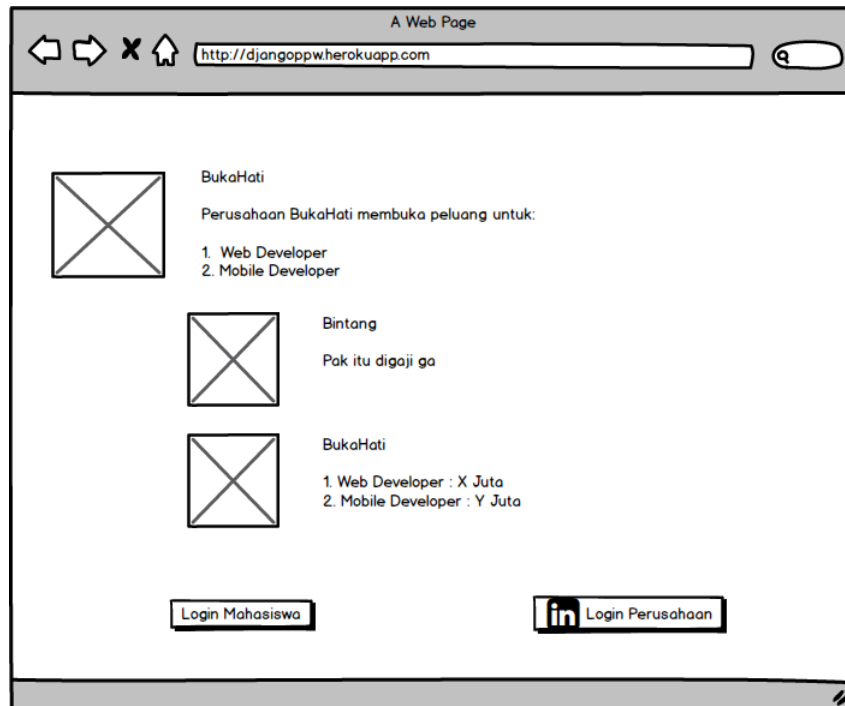 A Web Page
http://djangoppw.herokuapp.com
BukaHati
Perusahaan BukaHati membuka peluang untuk:
1. Web Developer
2. Mobile Developer
Bintang
Pak itu digaji ga
BukaHati
1. Web Developer : X Juta
2. Mobile Developer : Y Juta
Login Mahasiswa
in Login Perusahaan